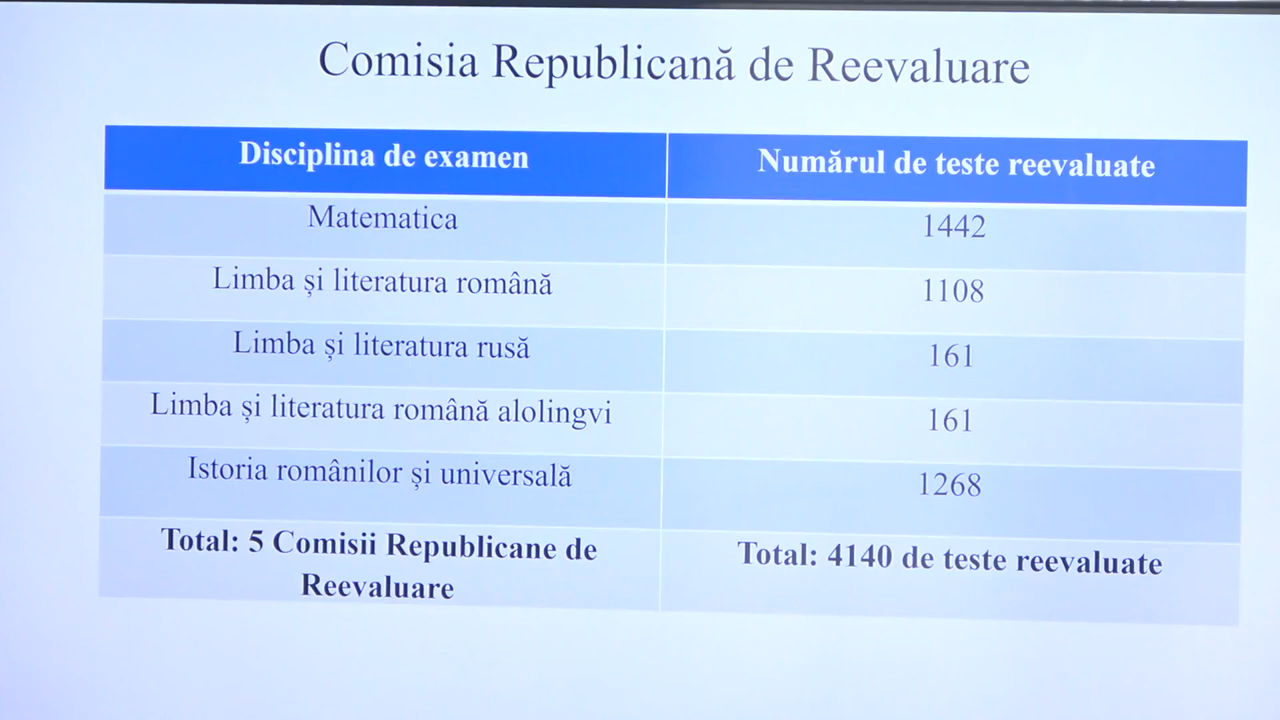 Comisia Republicană de Reevaluare
Disciplina de examen
Numărul de teste reevaluate
Matematica
1442
Limba și literatura română
1108
Limba și literatura rusă
161
Limba și literatura română alolingvi
161
Istoria românilor și universală
1268
Total: 5 Comisii Republicane de
Reevaluare
Total: 4140 de teste reevaluate